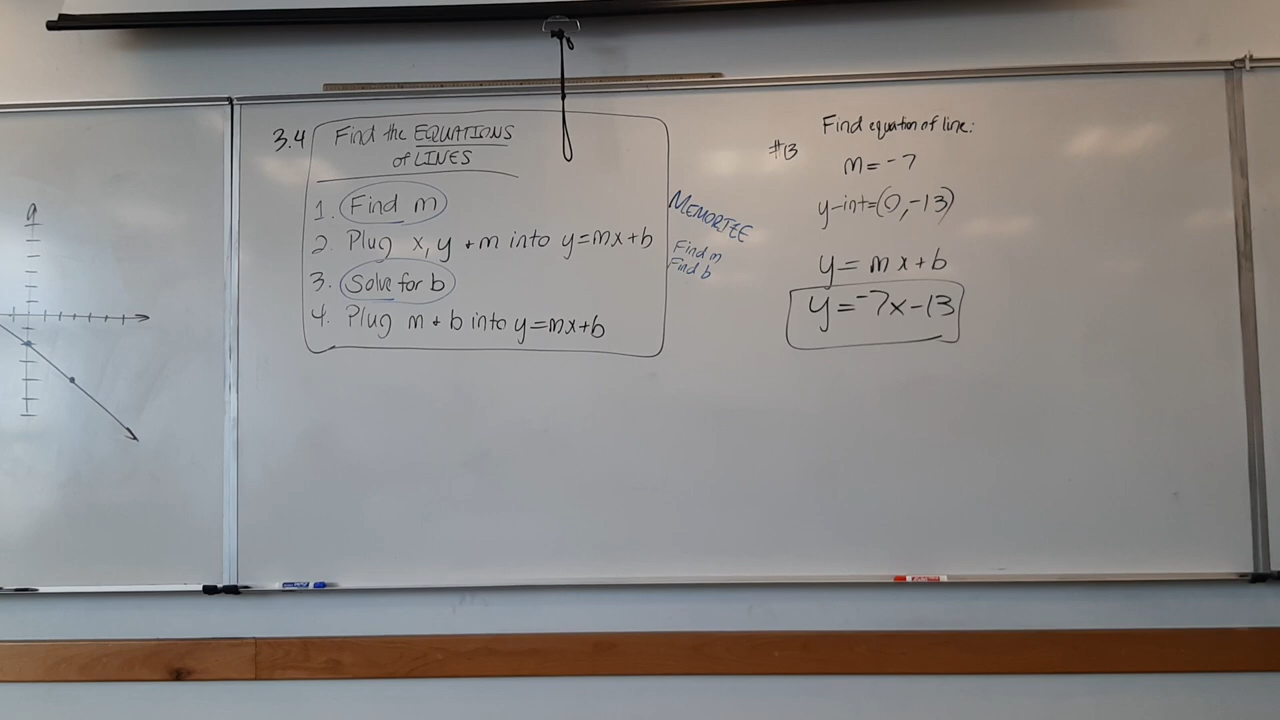 3.4 Find the EQUATIONS
of LINES
1. Find m
2. Plug x, y + m into y=mx+b
3. Solve for b
4. Plug m + b into y=mx+b
MEMORIZE
Find m
Find b
Find equation of line:
#13
m=-7
y-int=(0,-13)
y=mx+b
y=-7x-13